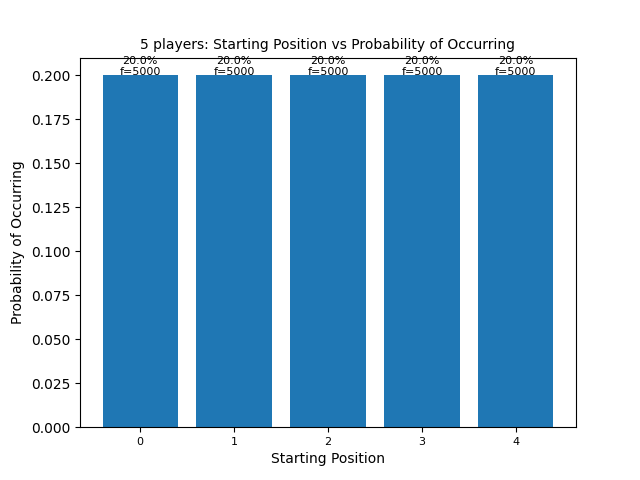 5 players: Starting Position vs Probability of Occurring
20.0% 20.0% 20.0% 20.0% 20.0%
f=5000 f=5000 f=5000 f=5000 f=5000
0.200
0.175
0.150
0.125
0.100
0.075
0.050
0.025
0.000
Probability of Occurring
0 1 2 3 4
Starting Position